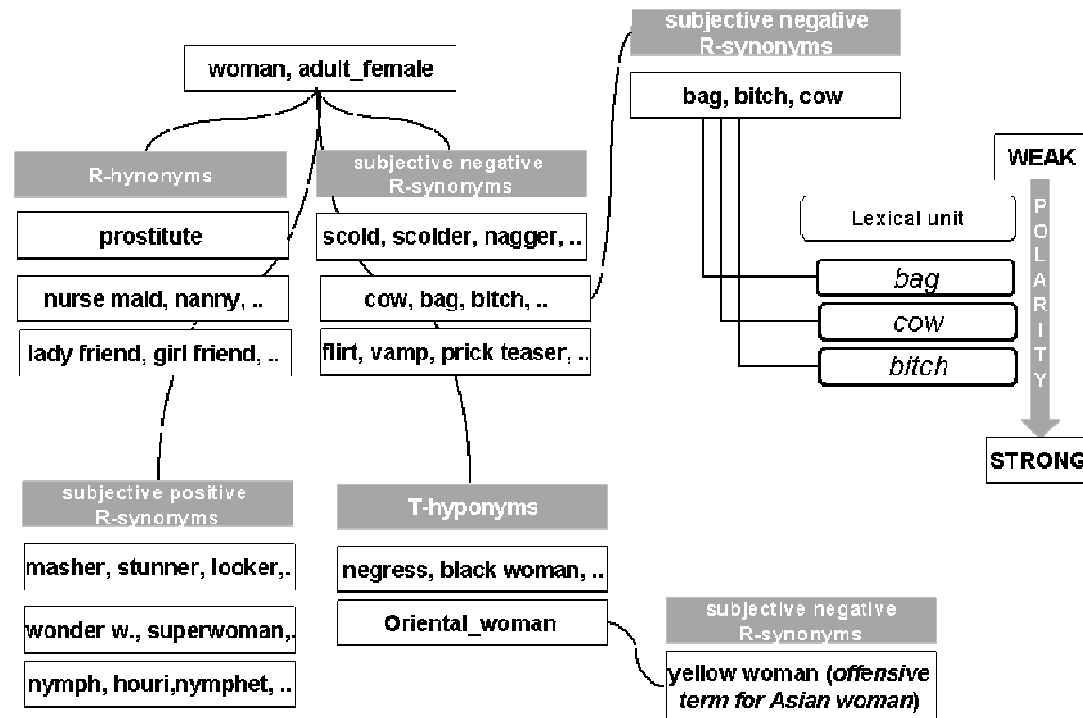 woman, adult_female
R-hynonyms
prostitute
nurse maid, nanny, ..
lady friend, girl friend, ..
subjective negative
R-synonyms
scold, scolder, nagger, ..
cow, bag, bitch, ..
flirt, vamp, prick teaser, ..
subjective negative
R-synonyms
bag, bitch, cow
WEAK
POLARITY
STRONG
Lexical unit
bag
cow
bitch
subjective positive
R-synonyms
masher, stunner, looker,.
wonder w., superwoman,.
nymph, houri,nymphet, ..
T-hyponyms
negress, black woman, ..
Oriental_woman
subjective negative
R-synonyms
yellow woman (offensive
term for Asian woman)